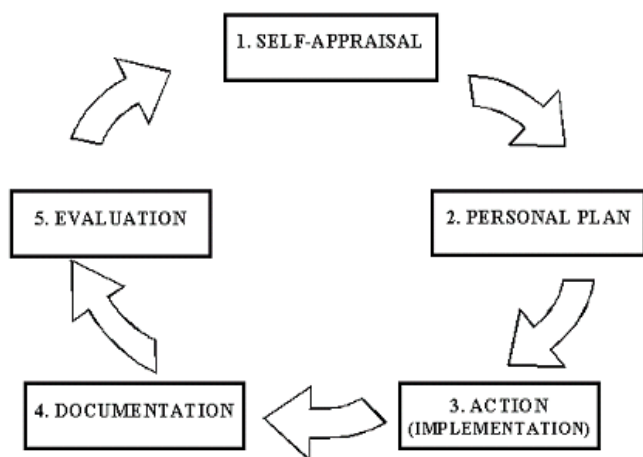 1. SELF-APPRAISAL
2. PERSONAL PLAN
3. ACTION
(IMPLEMENTATION)
4. DOCUMENTATION
5. EVALUATION